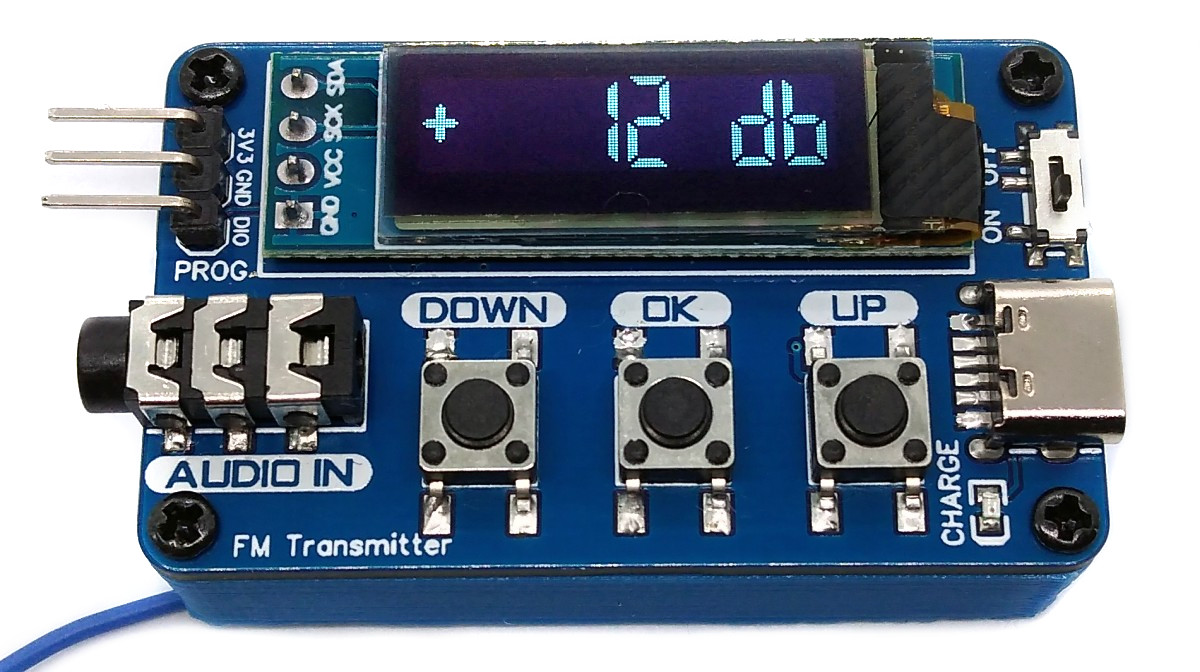 SDA
SCK
VCC
GND
+ 12 db
3V3
GND
DIO
PROG.
OFF
ON
DOWN
OK
UP
AUDIO IN
CHARGE
FM Transmitter